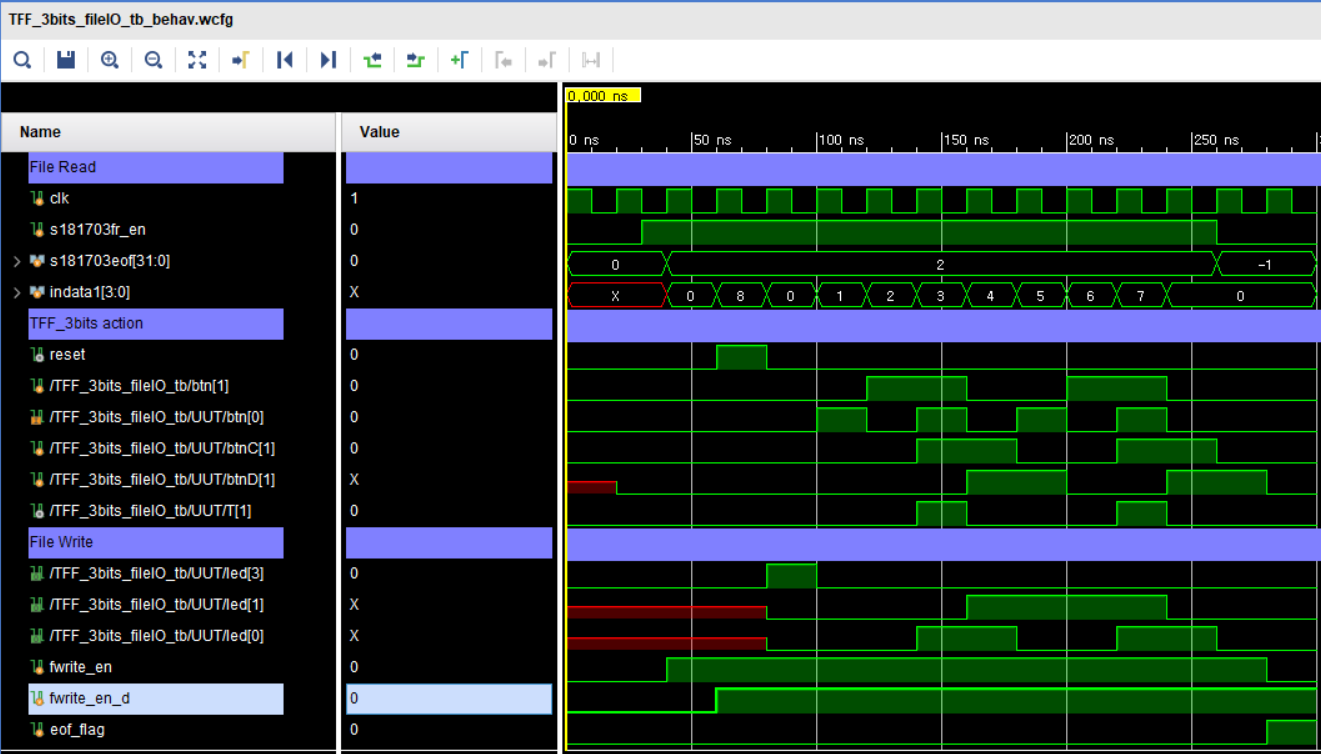 TFF_3bits_fileIO_tb_behav.wcfg
0,000 ns
Name Value
0 ns 50 ns 100 ns 150 ns 200 ns 250 ns
File Read
clk 1
s181703fr_en 0
s181703eof[31:0] 0 0 2 -1
indata1[3:0] X X 0 8 0 1 2 3 4 5 6 7 0
TFF_3bits action
reset 0
/TFF_3bits_fileIO_tb/btn[1] 0
/TFF_3bits_fileIO_tb/UUT/btn[0] 0
/TFF_3bits_fileIO_tb/UUT/btnC[1] 0
/TFF_3bits_fileIO_tb/UUT/btnD[1] X
/TFF_3bits_fileIO_tb/UUT/T[1] 0
File Write
/TFF_3bits_fileIO_tb/UUT/led[3] 0
/TFF_3bits_fileIO_tb/UUT/led[1] X
/TFF_3bits_fileIO_tb/UUT/led[0] X
fwrite_en 0
fwrite_en_d 0
eof_flag 0